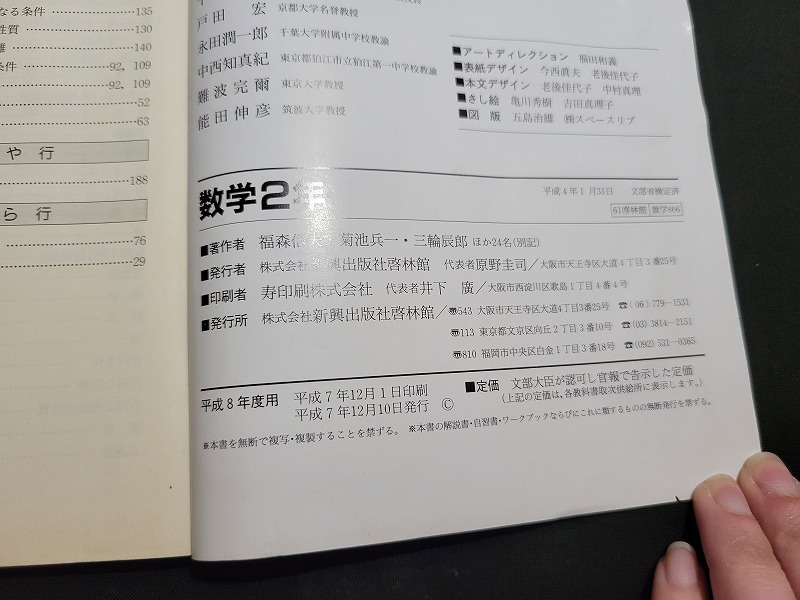 なる条件 135
性質 130
離 140
条件 92, 109
92, 109
52
63
や 行
188
ら 行
76
29
戸田 宏 京都大学名誉教授
永田潤一郎 千葉大学附属中学校教諭
中西知真紀 東京都狛江市立狛江第一中学校教諭
難波完爾 東京大学教授
能田伸彦 筑波大学教授
■アートディレクション 福田和義
■表紙デザイン 今西眞夫 老後佳代子
■本文デザイン 老後佳代子 中村真理
■さし絵 亀川秀樹 吉田真理子
■図 版 五島治雄 ㈱スペースリブ
数学2年
平成4年1月31日 文部省検定済
61啓林館 数学806
■著作者 福森信夫・菊池兵一・三輪辰郎 ほか24名(別記)
■発行者 株式会社新興出版社啓林館 代表者 原野圭司/大阪市天王寺区大道4丁目3番25号
■印刷者 寿印刷株式会社 代表者 井下 廣/大阪市西淀川区歌島1丁目4番4号
■発行所 株式会社新興出版社啓林館/〠543 大阪市天王寺区大道4丁目3番25号 ☎(06)779―1531
〠113 東京都文京区向丘2丁目3番10号 ☎(03)3814―2151
〠810 福岡市中央区白金1丁目3番18号 ☎(092)531―0365
平成8年度用 平成7年12月1日印刷
平成7年12月10日発行 ©
■定価 文部大臣が認可し官報で告示した定価
(上記の定価は、各教科書取次供給所に表示します。)
※本書を無断で複写・複製することを禁ずる。 ※本書の解説書・自習書・ワークブックならびにこれに類するものの無断発行を禁ずる。